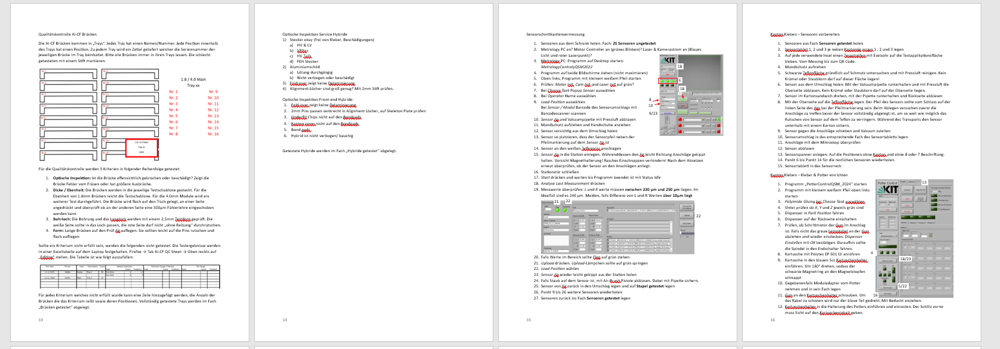 Qualitätskontrolle Al-CF Brücken
Die Al-CF Brücken kommen in „Trays". Jedes Tray hat einen Namen/Nummer. Jede Position innerhalb
des Trays hat einen Position. Zu jedem Tray wird ein Zettel geliefert welcher die Seriennummer der
jeweiligen Brücke im Tray beinhaltet. Bitte alle Brücken immer in ihren Trays lassen. Die schlecht
getesteten mit einem Stift markieren.
1.8 / 4.0 Main
Tray xx
Nr. 1 Nr. 9
Nr. 2 Nr. 10
Nr. 3 Nr. 11
Nr. 4 Nr. 12
Nr. 5 Nr. 13
Nr. 6 Nr. 14
Nr. 7 Nr. 15
Nr. 8 Nr. 16
Für die Qualitätskontrolle werden 3 Kriterien in folgender Reihenfolge getestet:
1. Optische Inspektion: Ist die Brücke offensichtlich gebrochen oder beschädigt? Zeigt die
Brücke Fehler vom Fräsen oder hat größere Ausbrüche.
2. Dicke / Ebenheit: Die Brücken werden in die jeweilige Testschablone gesteckt. Für die
Ebenheit von 1.8mm Brücken reicht die Testschablone. Für die 4.0mm Module wird ein
weiterer Test durchgeführt. Die Brücke wird flach auf den Tisch gelegt, an einer Seite
angedrückt und überprüft ob an der anderen Seite eine 500µm Fühlerlehre eingeschoben
werden kann
3. Bohrloch: Die Bohrung und das Langloch werden mit einem 2,5mm Testdorn geprüft. Die
weiße Seite sollte in das Loch passen, die rote Seite darf nicht „ohne Reibung" durchrutschen.
4. Form: Lange Brücken auf den Prüf-Jig auflegen. Sie sollten leicht auf die Pins rutschen und
flach aufliegen
Sollte ein Kriterium nicht erfüllt sein, werden die folgenden nicht getestet. Die Testergebnisse werden
in einer Exceltabelle auf dem Laptop festgehalten. Firefox → Tab Al-CF QC Sheet → Oben rechts auf
„Editing" stellen. Die Tabelle ist wie folgt auszufüllen:
Für jedes Kriterium welches nicht erfüllt wurde kann eine Zeile hinzugefügt werden, die Anzahl der
Brücken die das Kriterium reißt sowie deren Positionen. Vollständig getestete Trays werden im Fach
„Brücken getestet" abgelegt.
13
Optische Inspektion Service Hybride
1) Stecker okay (frei von Kleber, Beschädigungen)
a) HV & LV
b) VTRX+
c) HV Tails
d) FEH Stecker
2) Aluminiumschild
a) Lötung durchgängig
b) Nicht verbogen oder beschädigt
3) Fold-over zeigt keine Delaminierung.
4) Alignment-Löcher sind groß genug? Mit 2mm Stift prüfen.
Optische Inspektion Front-end Hybride:
1. Fold-over zeigt keine Delaminierung
2. 2mm Pins passen senkrecht in Alignment Löcher, auf Skeleton Plate prüfen
3. Underfill Chips nicht auf den Bondpads
4. Kapton cover nicht auf den Bondpads
5. Bond pads
6. Hybrid ist nicht verbogen/ bauchig
Getestete Hybride werden im Fach „Hybride getestet" abgelegt.
14
Sensorschnittkantenvermessung
1. Sensoren aus dem Schrank holen. Fach: 2S Sensoren ungetestet
2. Metrology PC an? Motor Controller an (grünes Blinken)? Laser & Kamerastrom an (Blaues
Licht und roter Laserpunkt)?
3. Metrology PC: Programm auf Desktop starten:
MetrologyControlyQSM2022
4. Programm auf beide Bildschirme ziehen (nicht maximieren)
5. Oben links, Programm mit kleinem weißem Pfeil starten
6. Prüfen: Motor Init, Cam Init und Laser Init auf grün?
7. Bei Choose Task Popup Sensor auswählen
8. Bei Operator Name auswählen
9. Load Position auswählen
Bei Sensor / Modul Barcode des Sensorumschlags mit
Barcodescanner scannen
10. Sensor Jig und Vakuumpipette mit Pressluft abblasen
11. Mundschutz aufziehen und Handschuhe anziehen
12. Sensor vorsichtig aus dem Umschlag holen
13. Sensor so platzieren, dass der Sensorpfeil neben der
Pfeilmarkierung auf dem Sensor Jig ist
14. Sensor an den weißen Teflonpins anschlagen
15. Sensor Jig in die Station einlegen. Währenddessen den Jig leicht Richtung Anschläge gekippt
halten. Vorsicht Magnethalterung! Rasches Einschnappen verhindern! Nach dem Absetzen
erneut überprüfen, ob der Sensor an den Anschlägen anliegt.
16. Stationstür schließen
17. Start drücken und warten bis Programm beendet ist mit Status Idle
18. Analyse Last Measurement drücken
19. Messwerte überprüfen: L und R werte müssen zwischen 230 µm und 250 µm liegen. Im
Idealfall sind es 240 µm. Melden, falls Differenz von L und R Werten über 10µm liegt
KIT
18
6
18
8
10
9/23
21 22
22
20. Falls Werte im Bereich sollte Flag auf grün stehen
21. Upload drücken. Upload-Lämpchen sollte auf grün springen
22. Load Position wählen
23. Sensor Jig wieder leicht gekippt aus der Station holen
24. Falls Staub auf dem Sensor ist, mit Air-Brush Pistole abblasen. Dabei mit Pipette sichern.
25. Sensor von Jig zurück in den Umschlag legen und auf Stapel getestet legen
26. Punkt 9 bis 26 weitere Sensoren wiederholen
27. Sensoren zurück ins Fach Sensoren getestet legen
15
Kapton Kleben – Sensoren vorbereiten
1. Sensoren aus Fach Sensoren getestet holen
2. Sensortablet 1, 2 und 3 je neben Kaptonjig arrays 1 , 2 und 3 legen
3. Auf jede verwendete Insel einen Tesastreifen mit Eselsohr auf die Testapplikationsfläche
kleben. Vom Messing bis zum QR Code.
4. Mundschutz aufziehen
5. Schwarze Teflonfläche gründlich auf Schmutz untersuchen und mit Pressluft reinigen. Kein
Krümel oder Staubkorn darf auf dieser Fläche liegen!
6. Sensor aus dem Umschlag holen. Mit der Vakuumpipette runterhalten und mit Pressluft die
Oberseite abblasen. Kein Krümel oder Staubkorn darf auf der Oberseite liegen.
7. Sensor im Kartonsandwich drehen, mit der Pipette runterhalten und Rückseite abblasen
8. Mit der Oberseite auf die Teflonfläche legen. Der Pfeil des Sensors sollte zum Schluss auf der
linken Seite des Jigs bei der Pfeilmarkierung sein. Beim Ablegen versuchen zuerst die
Anschläge zu treffen bevor der Sensor vollständig abgelegt ist, um so weit wie möglich das
Rutschen von Sensor auf dem Teflon zu verringern. Während des Transports den Sensor
unterhalb mit einem Karton sichern.
9. Sensor gegen die Anschläge schieben und Vakuum zuleiten
10. Sensorumschlag in das entsprechende Fach des Sensortabletts legen
11. Anschläge mit dem Mikroskop überprüfen
12. Sensor abblasen
13. Sensorspanner anlegen: Auf die Positionen ohne Kapton und ohne B oder T Beschriftung.
14. Punkt 6 bis Punkt 14 für die restlichen Sensoren wiederholen
15. Sensortablett in das Sensorreck
Kapton Kleben – Kleber & Potter einrichten
1. Programm „PotterControlQSM_2024" starten
2. Programm mit kleinem weißem Pfeil oben links
starten
3. Polyimide Gluing bei Choose Task auswählen
4. Unter prüfen ob X, Y und Z jeweils grün sind
5. Dispenser in Park Position fahren
6. Dispenser auf der Rückseite einschalten
7. Prüfen, ob Schrittmotor der Gun im Anschlag
ist. Falls nicht das graue Lemokabel an der Gun
abziehen und wieder einstecken. Dispenser
Einstellen mit OK bestätigen. Daraufhin sollte
die Spindel in den Endschalter fahren.
8. Kartusche mit Polytec EP 601 LV anrühren
9. Kartusche in den blauen 5cc Kartuschenhalter
einführen. Um 180° drehen, sodass der
schwarze Magnetring an den Magnetstopfen
schnappt
10. Gegebenenfalls Moduladapter vom Potter
nehmen und in sein Fach legen
11. Gun an den Kartuschenhalter schrauben. Um
das Kabel zu schonen wird nur der blaue Teil gedreht. Mit Bedacht anziehen.
12. Kartuschenhalter in die Halterung des Potters einführen und einrasten. Der Schlitz vorne
muss Sicht auf den Kartuscheninhalt geben.
Potter Control
KIT
13
4
18/23
5/22
16
16